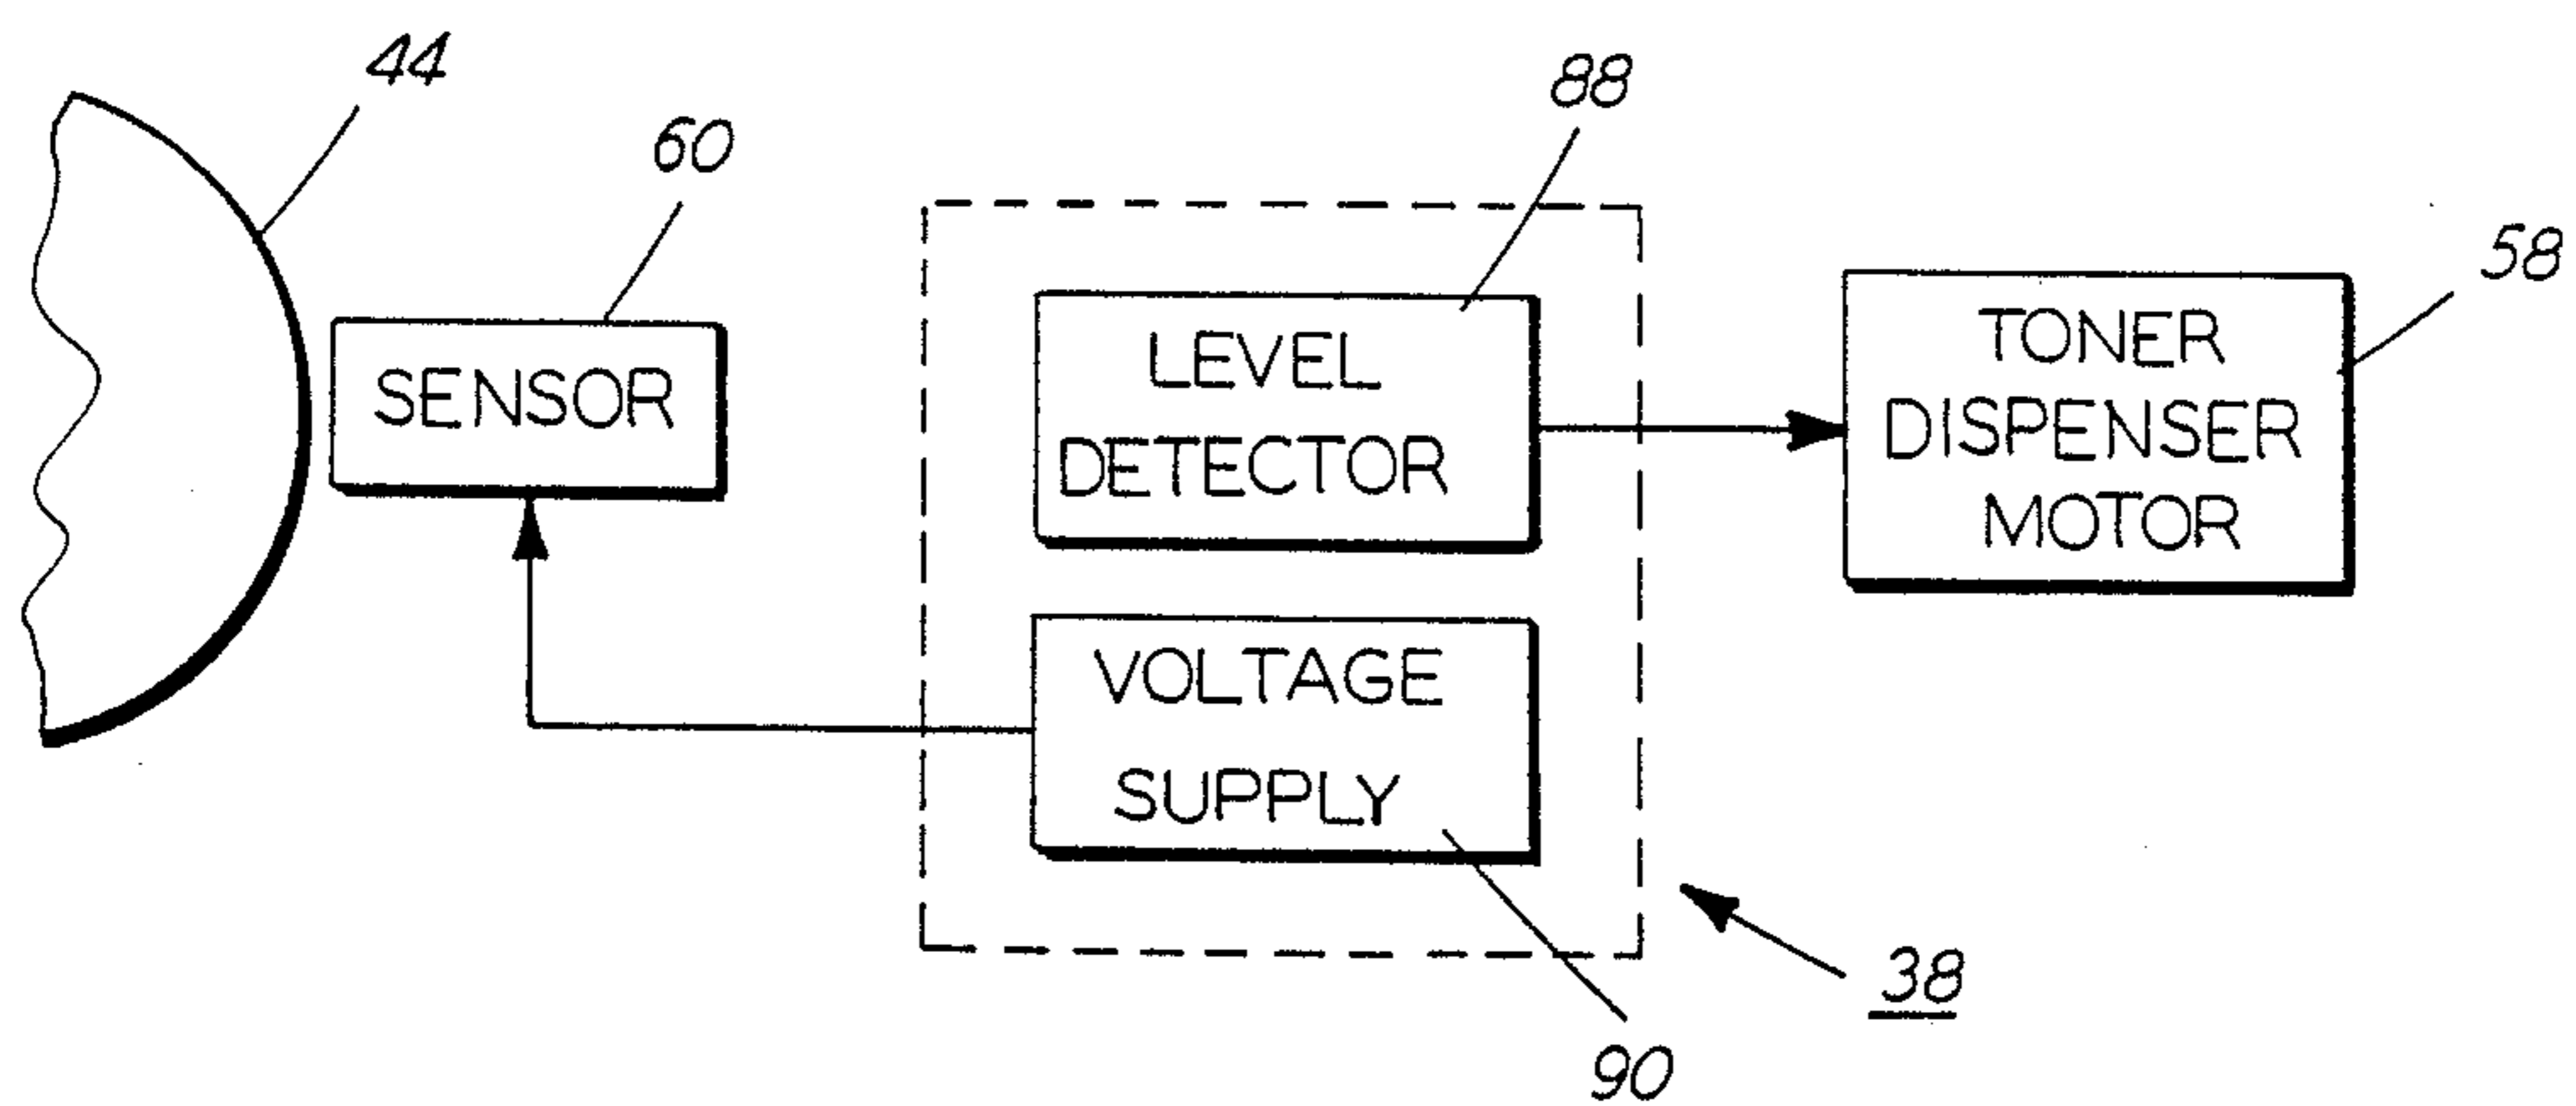 44
60
88
58
SENSOR
LEVEL
DETECTOR
TONER
DISPENSER
MOTOR
VOLTAGE
SUPPLY
38
90